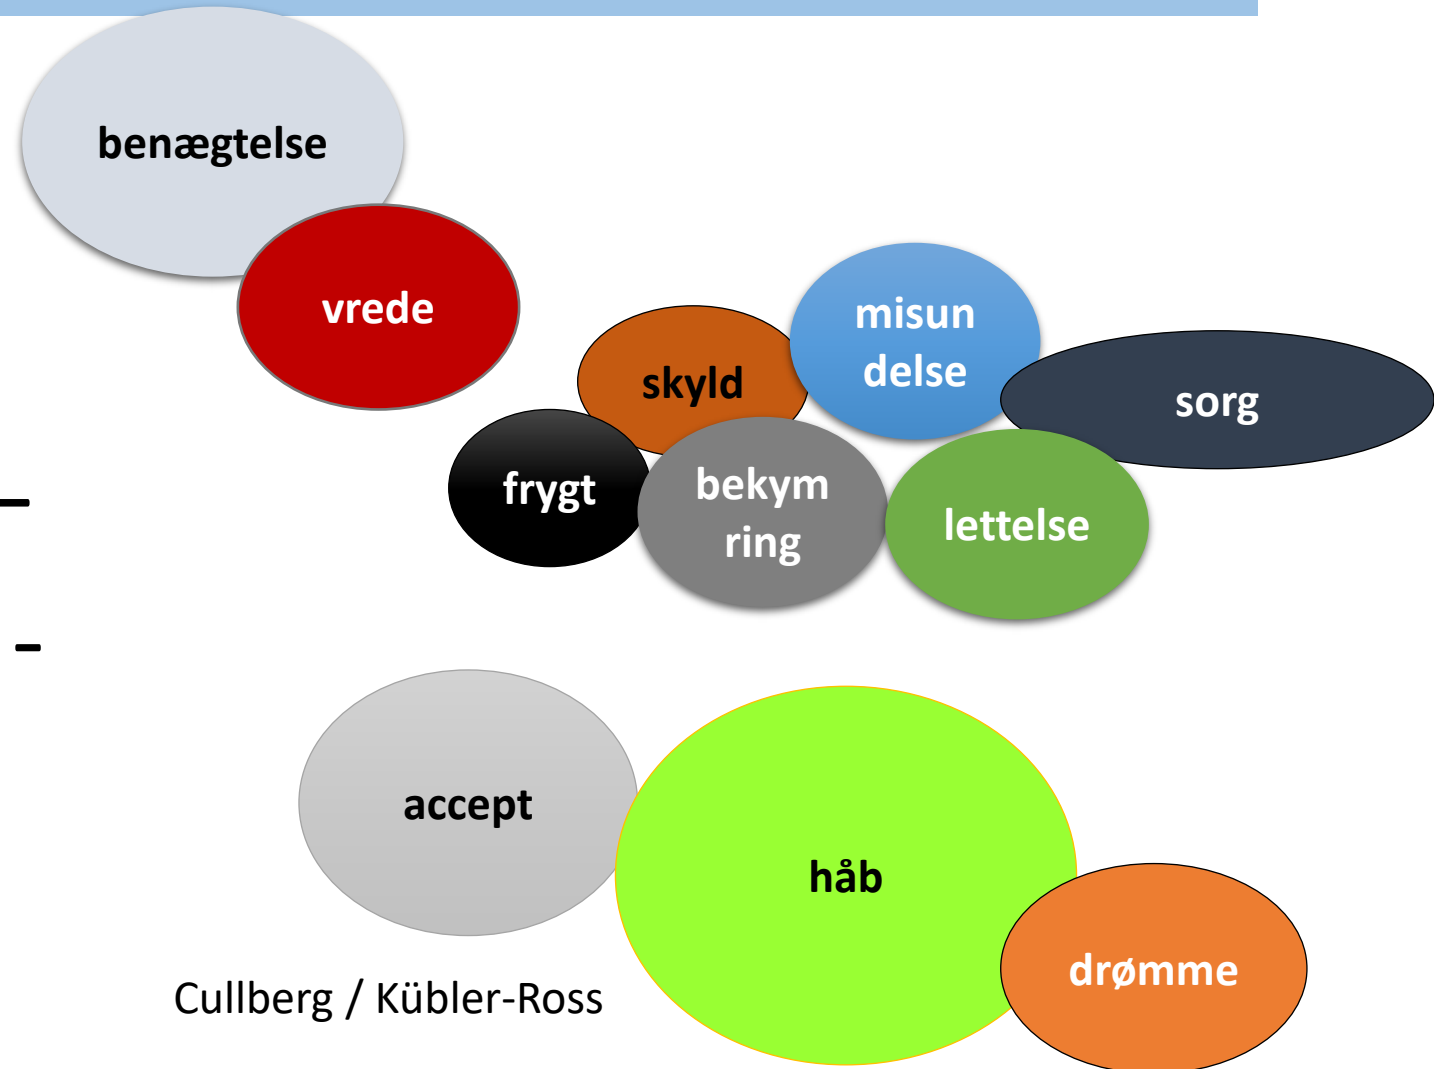 benægtelse
vrede
misun
delse
skyld
sorg
frygt
bekym
ring
lettelse
–
-
accept
håb
drømme
Cullberg / Kübler-Ross